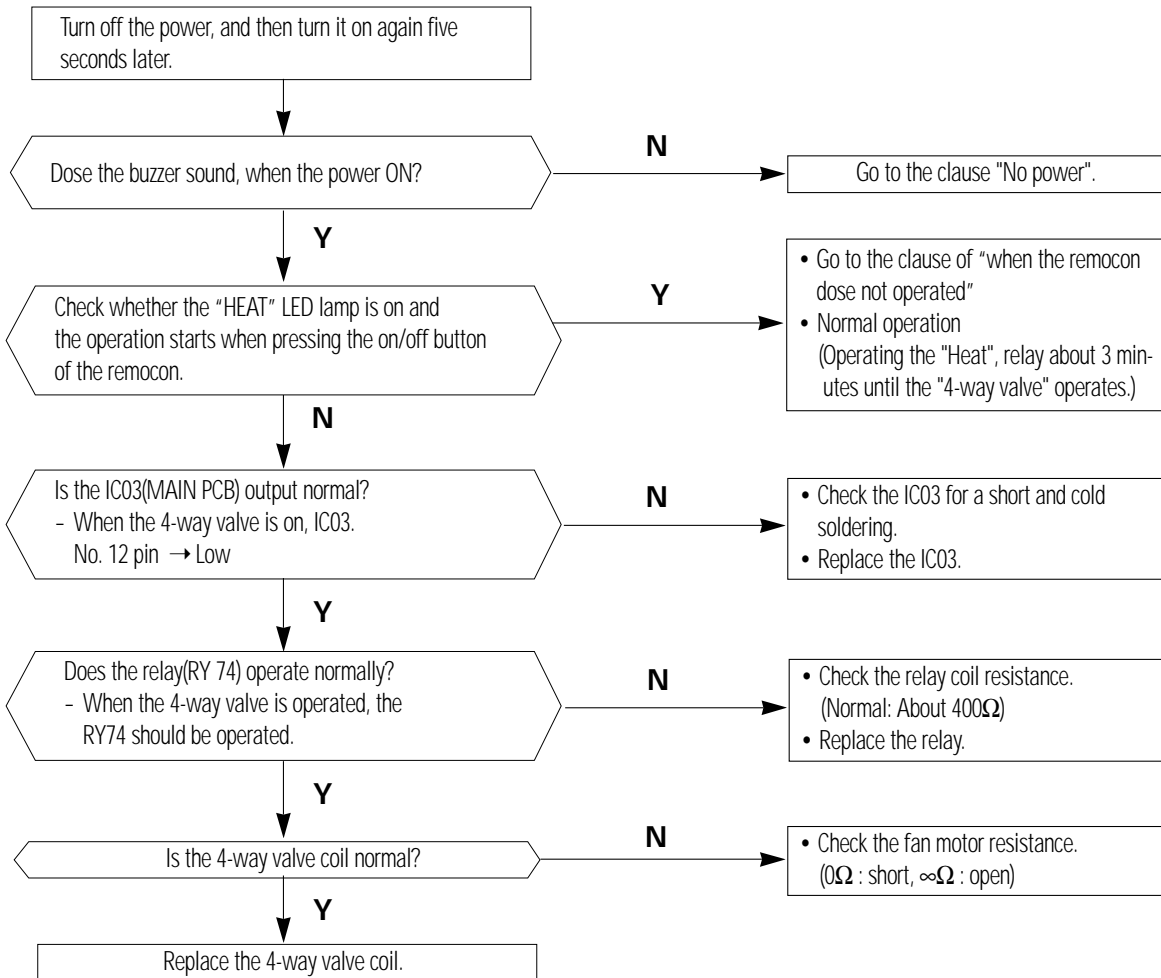 Turn off the power, and then turn it on again five
seconds later.
Dose the buzzer sound, when the power ON?
N
Go to the clause "No power".
Y
Check whether the “HEAT” LED lamp is on and
the operation starts when pressing the on/off button
of the remocon.
Y
• Go to the clause of “when the remocon
dose not operated”
• Normal operation
(Operating the "Heat", relay about 3 min-
utes until the "4-way valve" operates.)
N
Is the IC03(MAIN PCB) output normal?
- When the 4-way valve is on, IC03.
No. 12 pin → Low
N
• Check the IC03 for a short and cold
soldering.
• Replace the IC03.
Y
Does the relay(RY 74) operate normally?
- When the 4-way valve is operated, the
RY74 should be operated.
N
• Check the relay coil resistance.
(Normal: About 400Ω)
• Replace the relay.
Y
Is the 4-way valve coil normal?
N
• Check the fan motor resistance.
(0Ω : short, ∞Ω : open)
Y
Replace the 4-way valve coil.